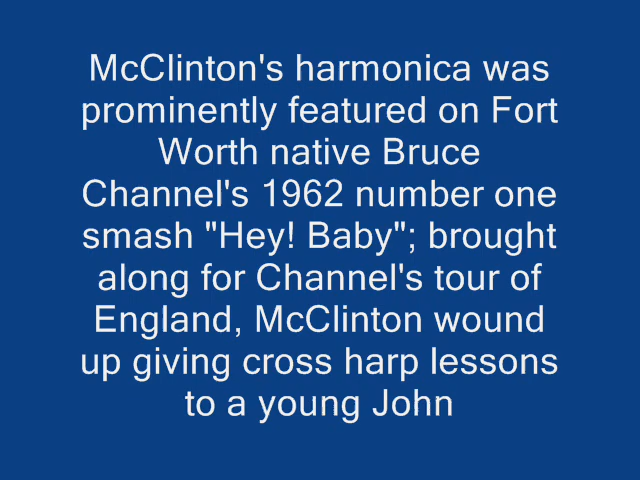 McClinton's harmonica was
prominently featured on Fort
Worth native Bruce
Channel's 1962 number one
smash "Hey! Baby"; brought
along for Channel's tour of
England, McClinton wound
up giving cross harp lessons
to a young John